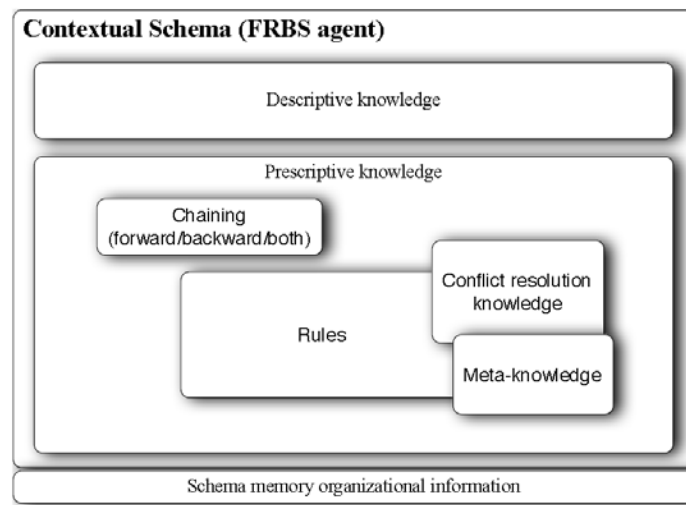 Contextual Schema (FRBS agent)
Descriptive knowledge
Prescriptive knowledge
Chaining
(forward/backward/both)
Conflict resolution
knowledge
Rules
Meta-knowledge
Schema memory organizational information